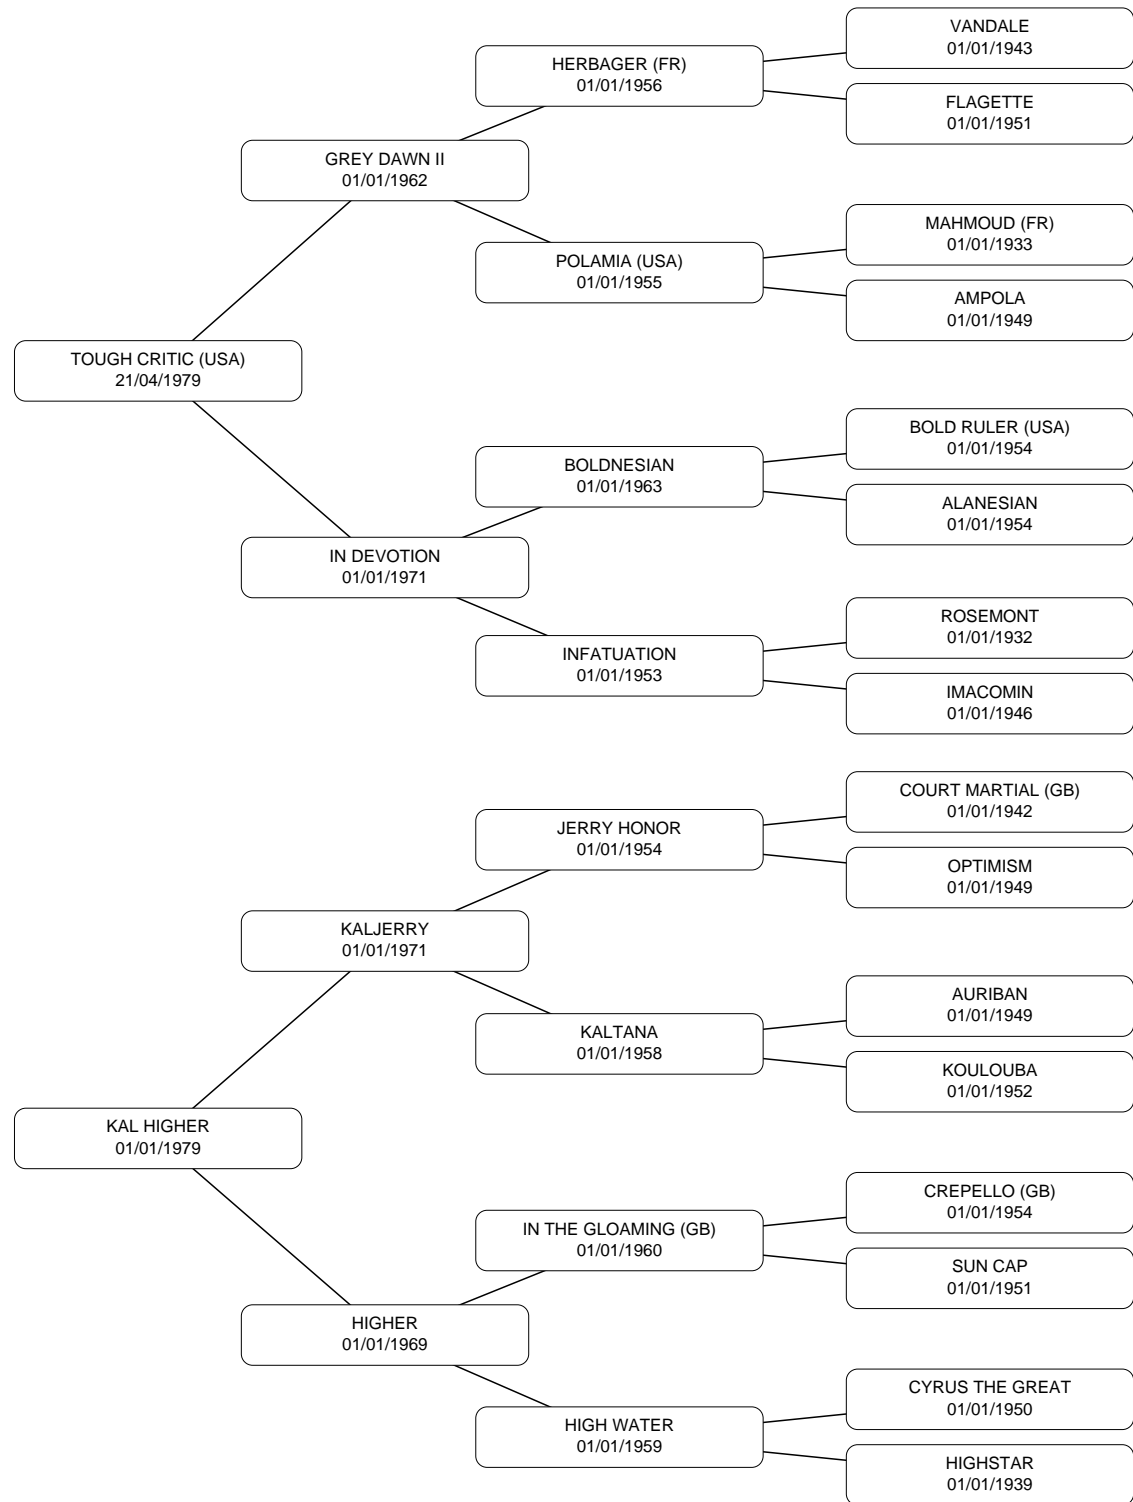 VANDALE
01/01/1943
HERBAGER (FR)
01/01/1956
FLAGETTE
01/01/1951
GREY DAWN II
01/01/1962
MAHMOUD (FR)
01/01/1933
POLAMIA (USA)
01/01/1955
AMPOLA
01/01/1949
TOUGH CRITIC (USA)
21/04/1979
BOLD RULER (USA)
01/01/1954
BOLDNESIAN
01/01/1963
ALANESIAN
01/01/1954
IN DEVOTION
01/01/1971
ROSEMONT
01/01/1932
INFATUATION
01/01/1953
IMACOMIN
01/01/1946
COURT MARTIAL (GB)
01/01/1942
JERRY HONOR
01/01/1954
OPTIMISM
01/01/1949
KALJERRY
01/01/1971
AURIBAN
01/01/1949
KALTANA
01/01/1958
KOULOUBA
01/01/1952
KAL HIGHER
01/01/1979
CREPELLO (GB)
01/01/1954
IN THE GLOAMING (GB)
01/01/1960
SUN CAP
01/01/1951
HIGHER
01/01/1969
CYRUS THE GREAT
01/01/1950
HIGH WATER
01/01/1959
HIGHSTAR
01/01/1939